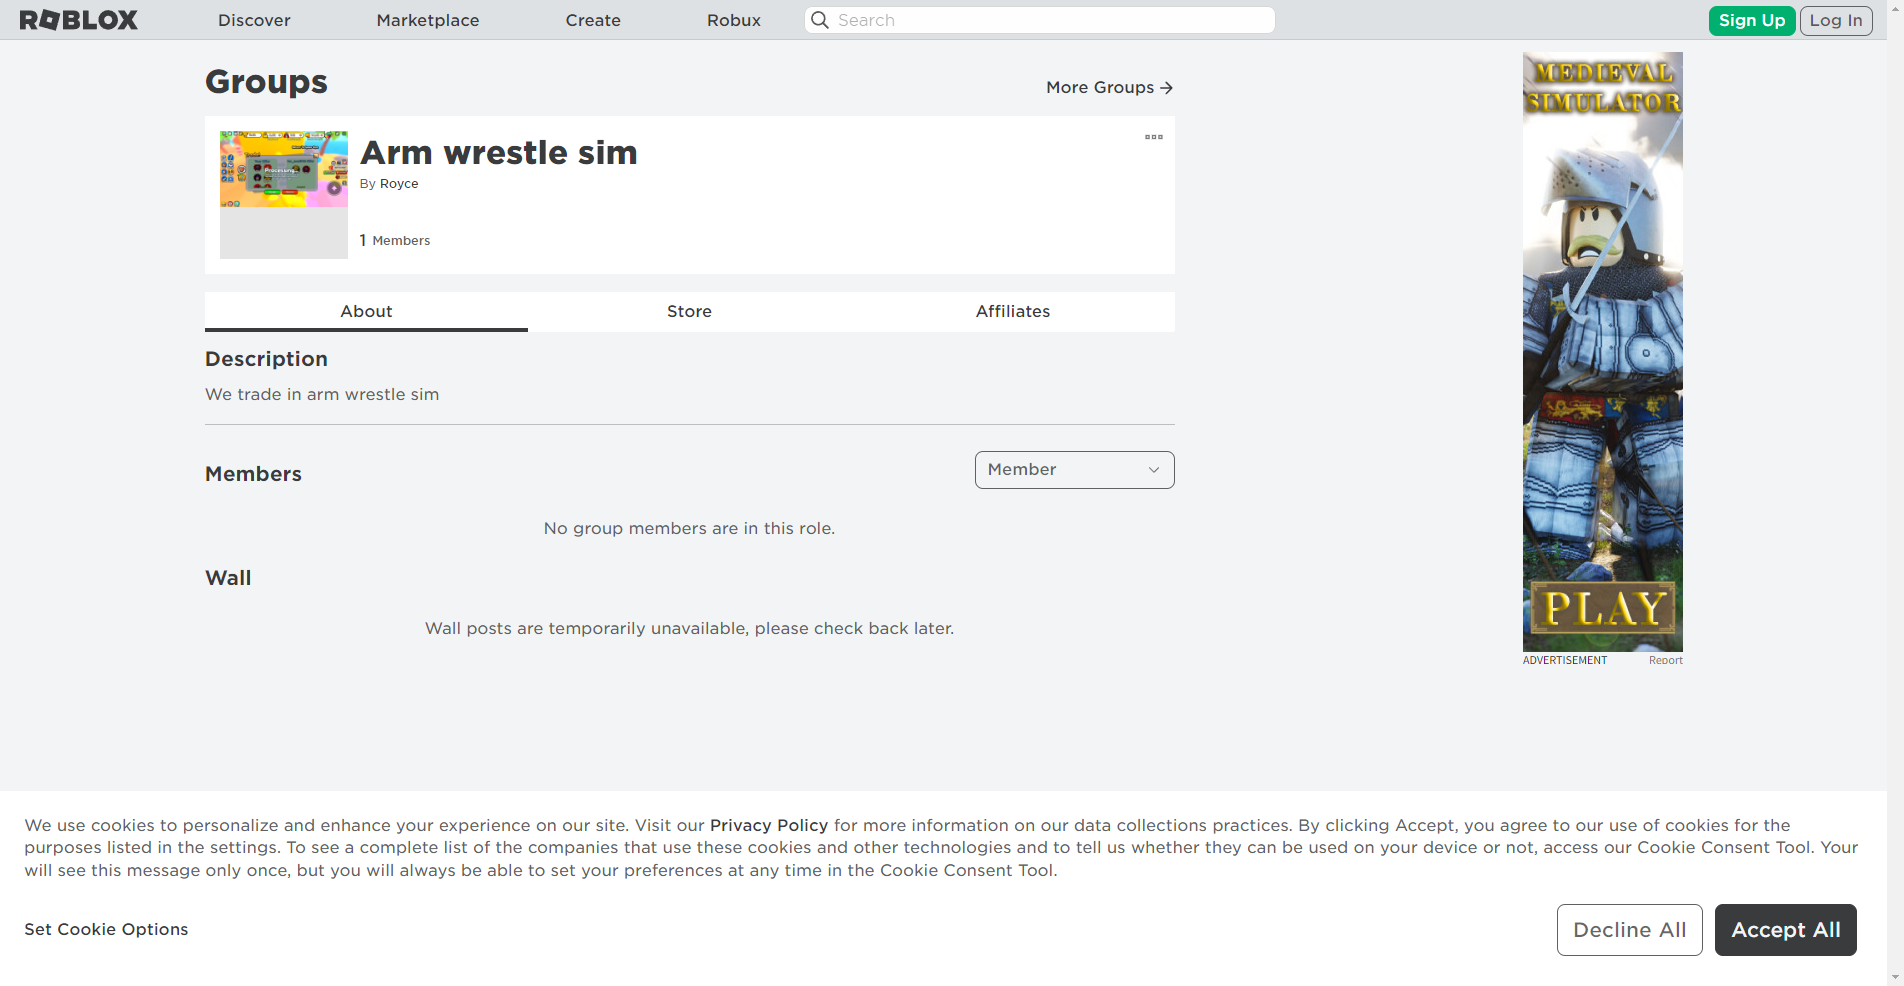 ROBLOX
Discover
Marketplace
Create
Robux
Search
Sign Up
Log In
Groups
More Groups
Arm wrestle sim
By Royce
1 Members
Processing...
About
Store
Affiliates
Description
We trade in arm wrestle sim
Members
Member
No group members are in this role.
Wall
Wall posts are temporarily unavailable, please check back later.
MEDIEVAL
SIMULATOR
PLAY
ADVERTISEMENT
Report
We use cookies to personalize and enhance your experience on our site. Visit our Privacy Policy for more information on our data collections practices. By clicking Accept, you agree to our use of cookies for the
purposes listed in the settings. To see a complete list of the companies that use these cookies and other technologies and to tell us whether they can be used on your device or not, access our Cookie Consent Tool. Your
will see this message only once, but you will always be able to set your preferences at any time in the Cookie Consent Tool.
Set Cookie Options
Decline All
Accept All